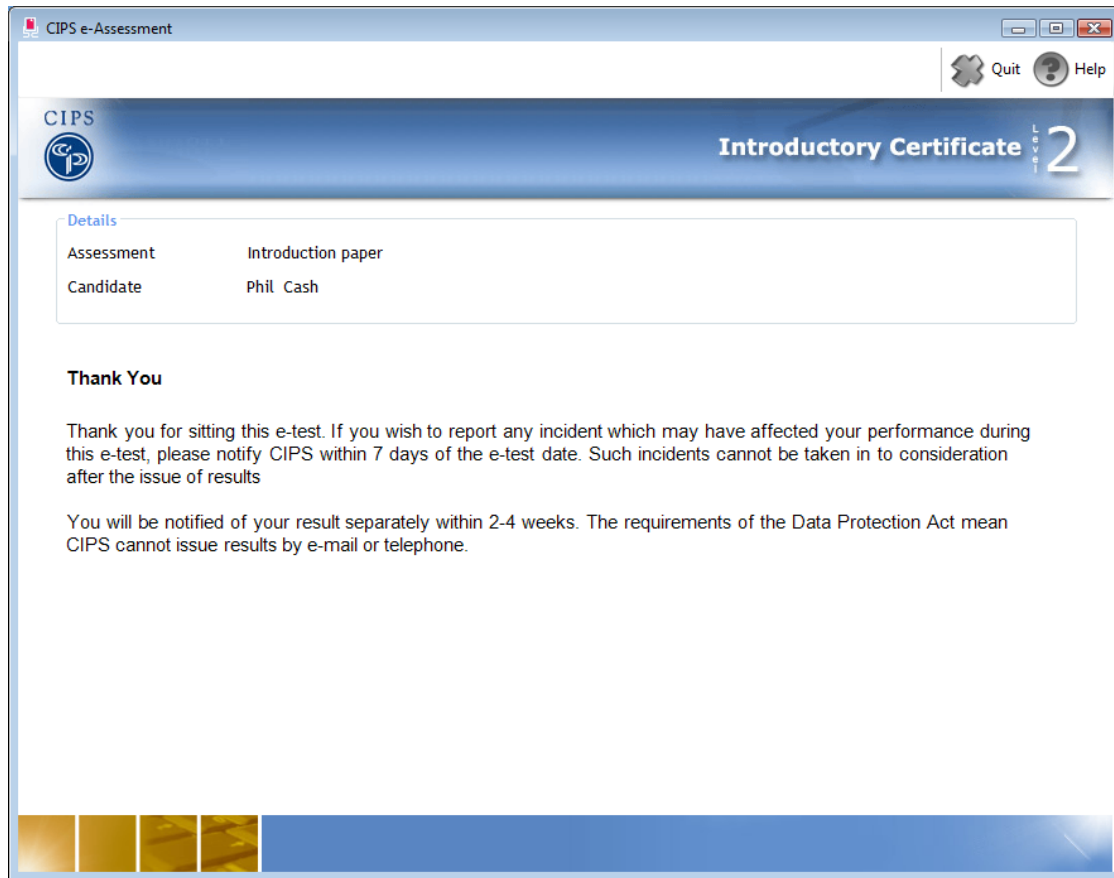 CIPS e-Assessment
Quit
Help
CIPS
Introductory Certificate Level 2
Details
Assessment Introduction paper
Candidate Phil Cash
Thank You
Thank you for sitting this e-test. If you wish to report any incident which may have affected your performance during
this e-test, please notify CIPS within 7 days of the e-test date. Such incidents cannot be taken in to consideration
after the issue of results
You will be notified of your result separately within 2-4 weeks. The requirements of the Data Protection Act mean
CIPS cannot issue results by e-mail or telephone.